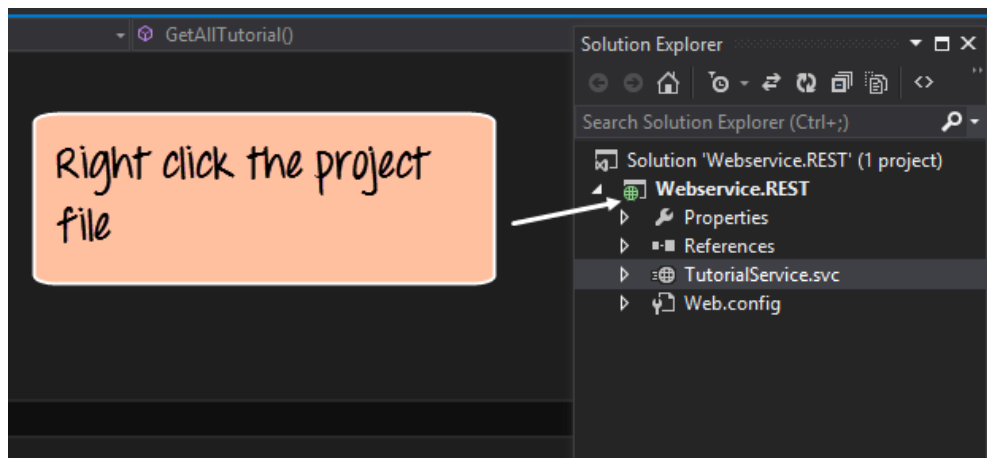 GetAllTutorial()
Solution Explorer
Search Solution Explorer (Ctrl+;)
Right click the project
file
Solution 'Webservice.REST' (1 project)
Webservice.REST
Properties
References
TutorialService.svc
Web.config